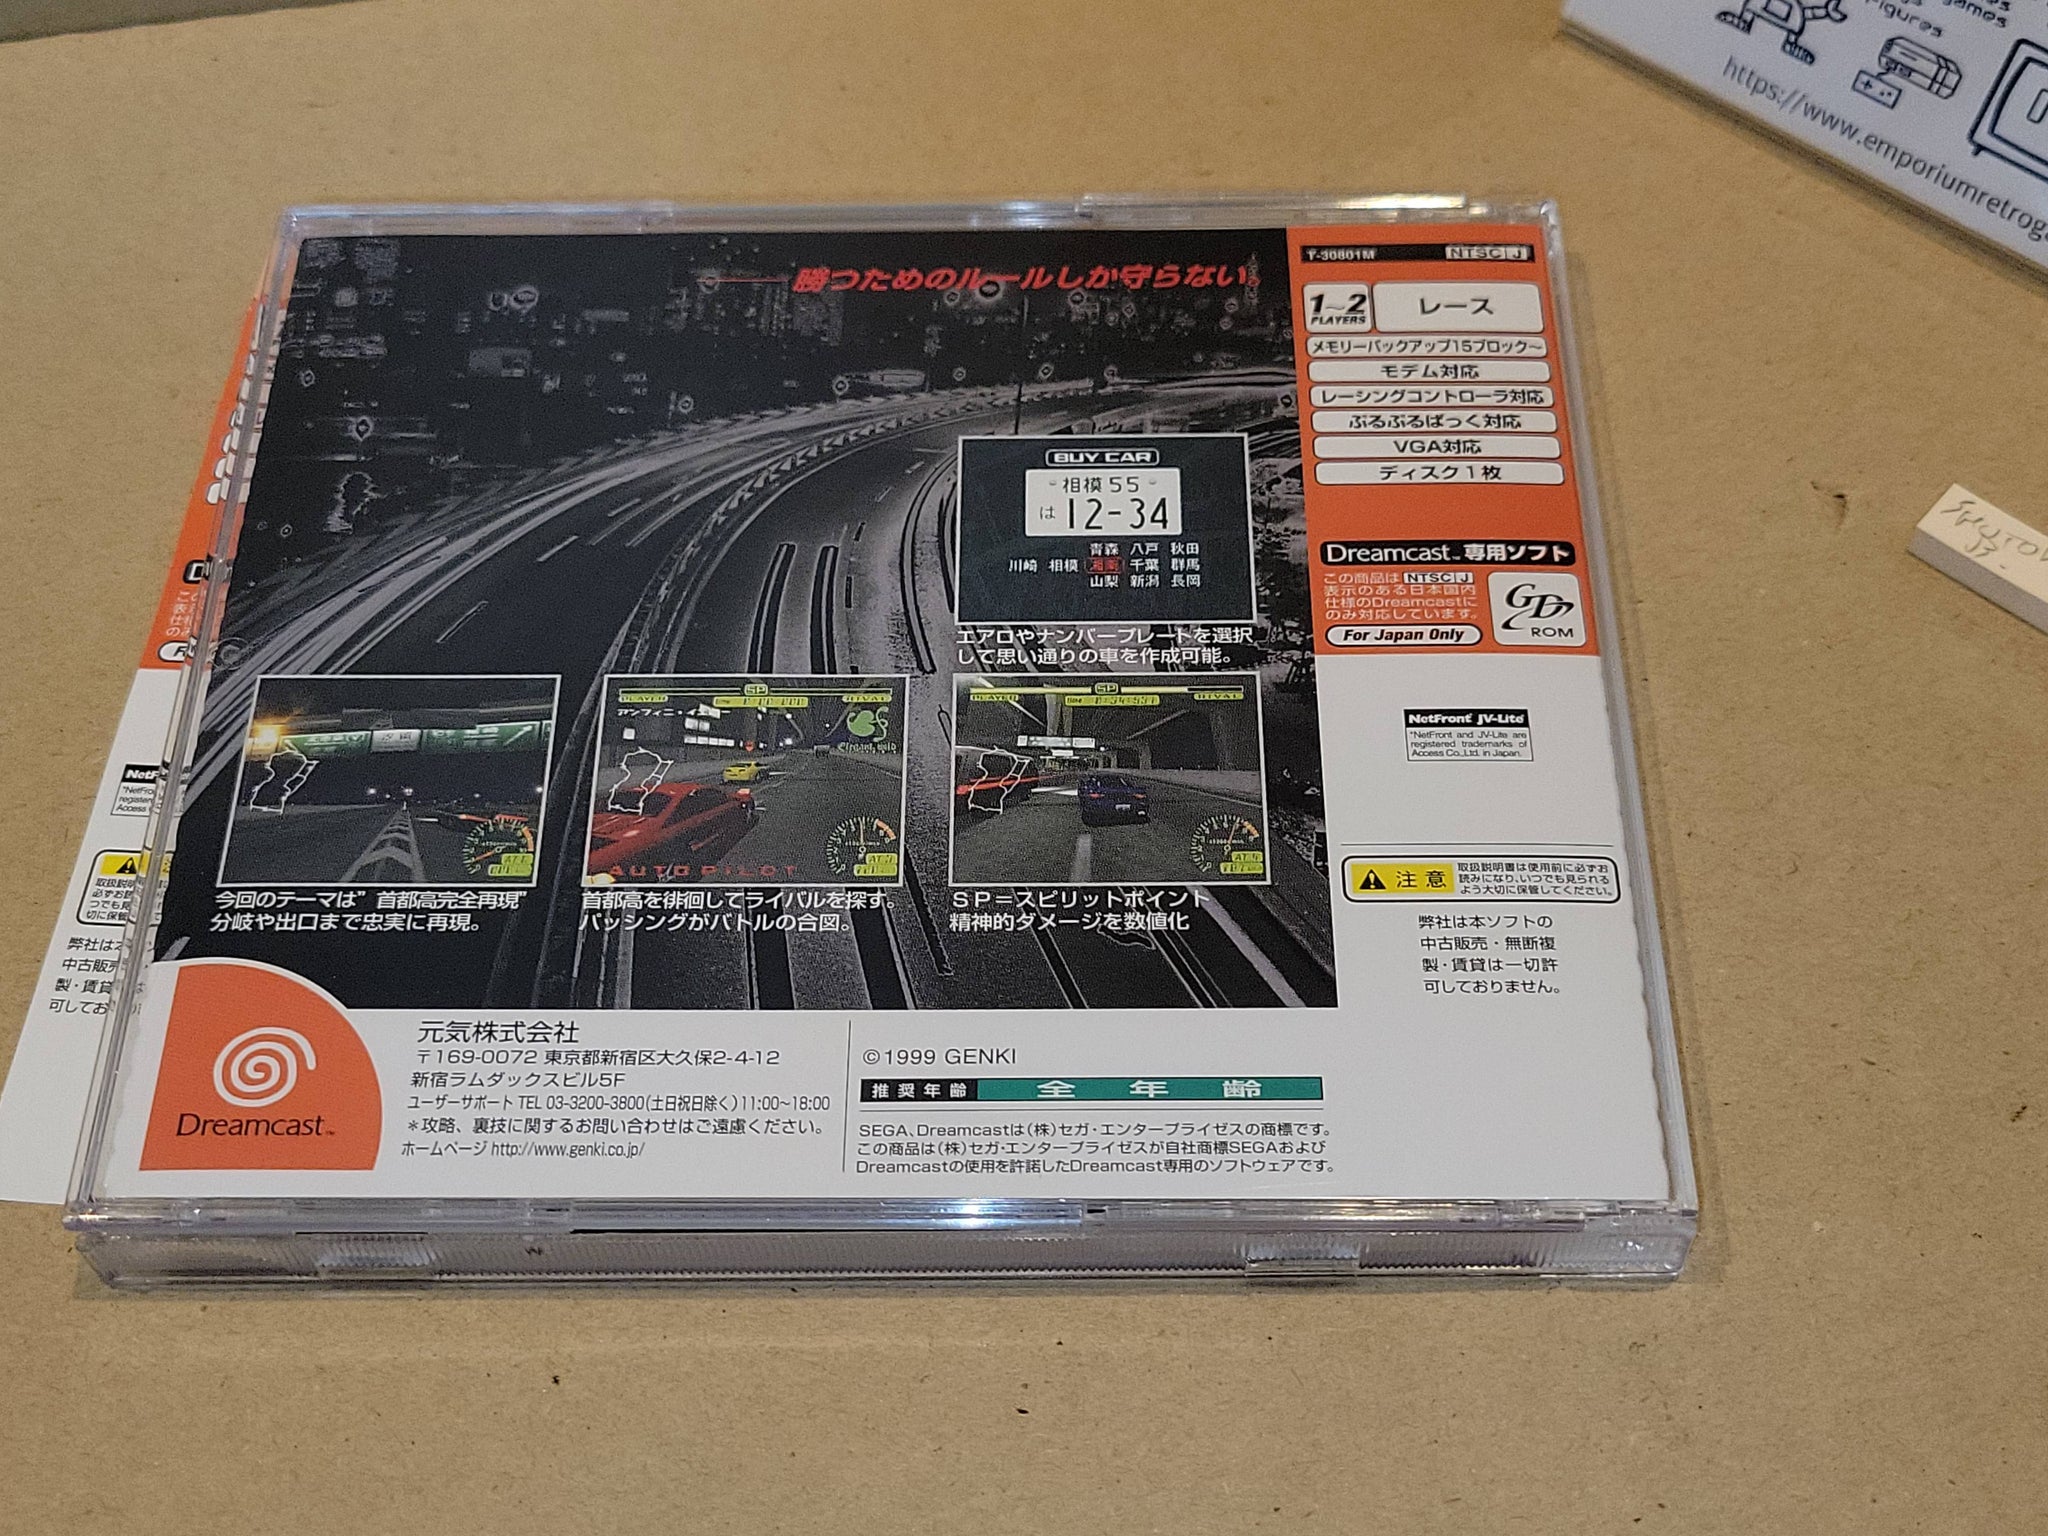 勝つためのルールしか守らない。
T-30801M
NTSC J
1~2
PLAYERS
レース
メモリーバックアップ15ブロック~
モデム対応
レーシングコントローラ対応
ぷるぷるぱっく対応
VGA対応
ディスク1枚
Dreamcast™専用ソフト
この商品は NTSC J
表示のある日本国内
仕様のDreamcastに
のみ対応しています。
For Japan Only
GD
ROM
BUY CAR
相模 55
は 12-34
青森 八戸 秋田
川崎 相模 湘南 千葉 群馬
山梨 新潟 長岡
エアロやナンバープレートを選択
して思い通りの車を作成可能。
PLAYER SP RIVAL
AUTO PILOT
PLAYER SP RIVAL
今回のテーマは"首都高完全再現"
分岐や出口まで忠実に再現。
首都高を徘徊してライバルを探す。
パッシングがバトルの合図。
SP=スピリットポイント
精神的ダメージを数値化
NetFront® JV-Lite®
*NetFront and JV-Lite are
registered trademarks of
Access Co.,Ltd. in Japan.
注意
取扱説明書は使用前に必ずお
読みになり、いつでも見られる
よう大切に保管してください。
弊社は本ソフトの
中古販売・無断複
製・賃貸は一切許
可しておりません。
Dreamcast™
元気株式会社
〒169-0072 東京都新宿区大久保2-4-12
新宿ラムダックスビル5F
ユーザーサポート TEL 03-3200-3800(土日祝日除く)11:00~18:00
*攻略、裏技に関するお問い合わせはご遠慮ください。
ホームページ http://www.genki.co.jp/
©1999 GENKI
推奨年齢 全年齢
SEGA、Dreamcastは(株)セガ・エンタープライゼスの商標です。
この商品は(株)セガ・エンタープライゼスが自社商標SEGAおよび
Dreamcastの使用を許諾したDreamcast専用のソフトウェアです。
games
Figures
https://www.emporiumretroga